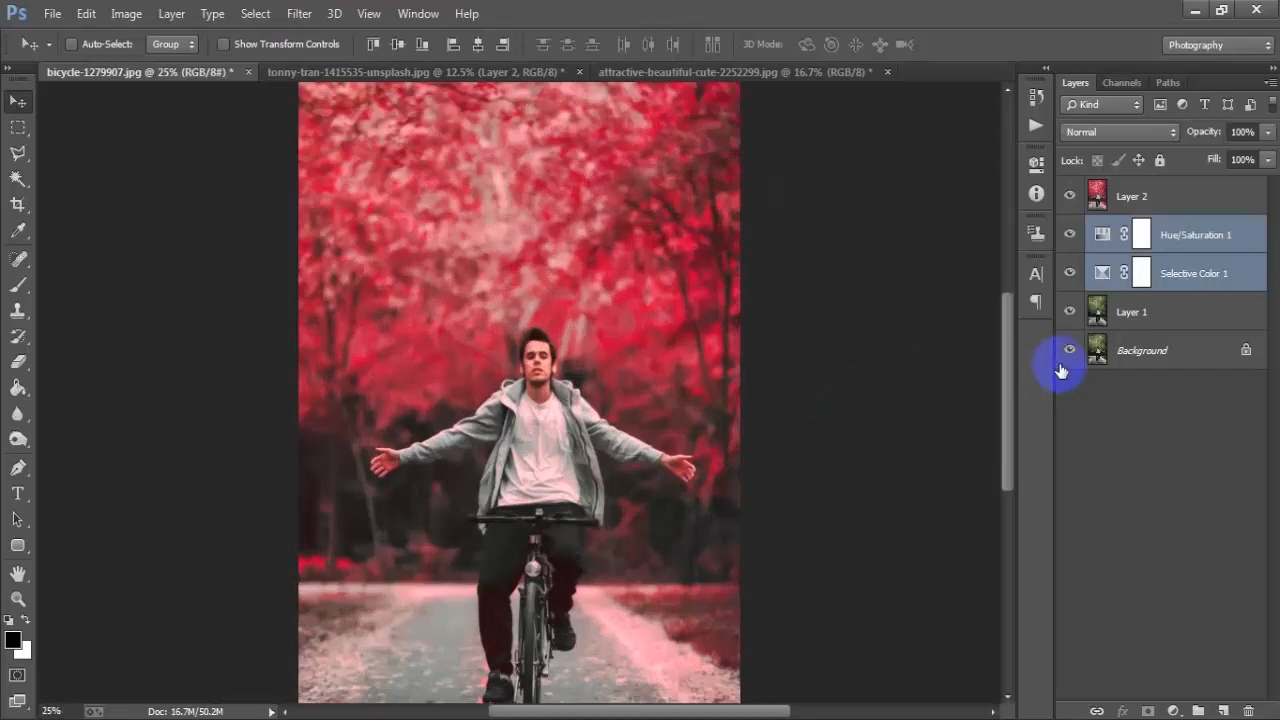 Ps File Edit Image Layer Type Select Filter 3D View Window Help
Auto-Select: Group Show Transform Controls 3D Mode: Photography
bicycle-1279907.jpg @ 25% (RGB/8#) * × tonny-tran-1415535-unsplash.jpg @ 12.5% (Layer 2, RGB/8) * × attractive-beautiful-cute-2252299.jpg @ 16.7% (RGB/8) * ×
Layers Channels Paths
Kind
Normal Opacity: 100%
Lock: Fill: 100%
Layer 2
Hue/Saturation 1
Selective Color 1
Layer 1
Background
25% Doc: 16.7M/50.2M